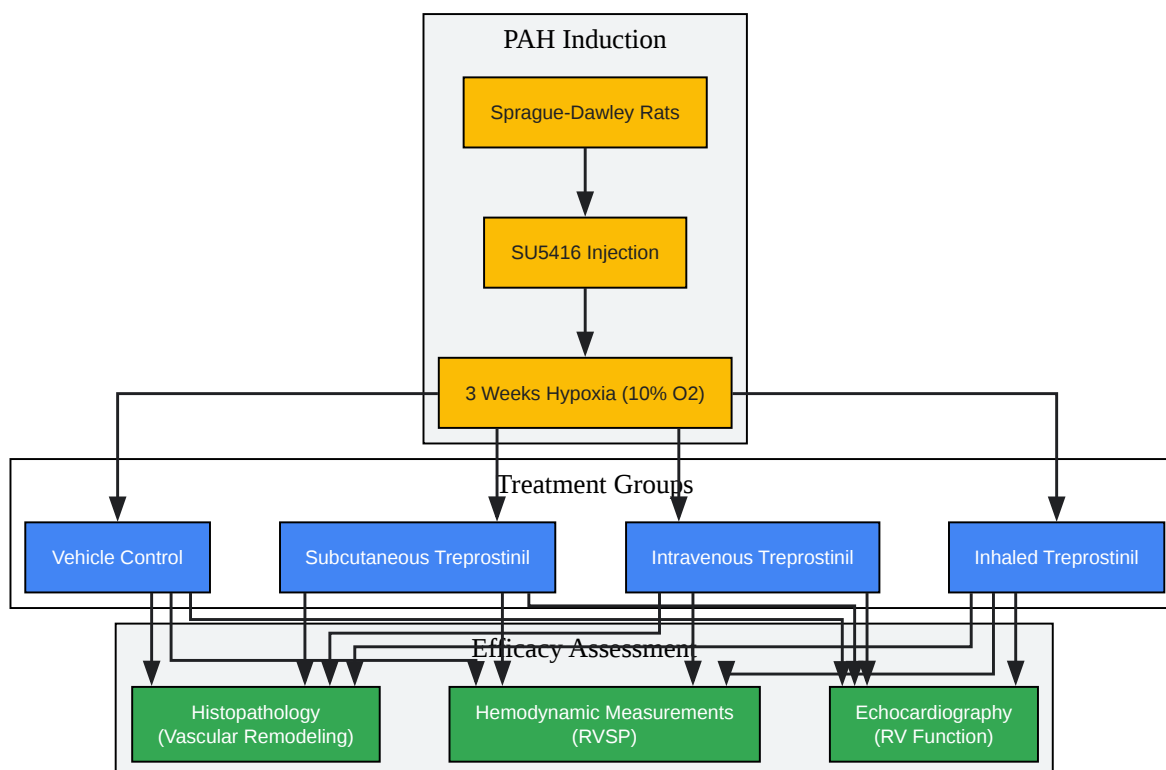 PAH Induction
Sprague-Dawley Rats
SU5416 Injection
3 Weeks Hypoxia (10% O2)
Treatment Groups
Vehicle Control
Subcutaneous Treprostinil
Intravenous Treprostinil
Inhaled Treprostinil
Efficacy Assessment
Histopathology
(Vascular Remodeling)
Hemodynamic Measurements
(RVSP)
Echocardiography
(RV Function)